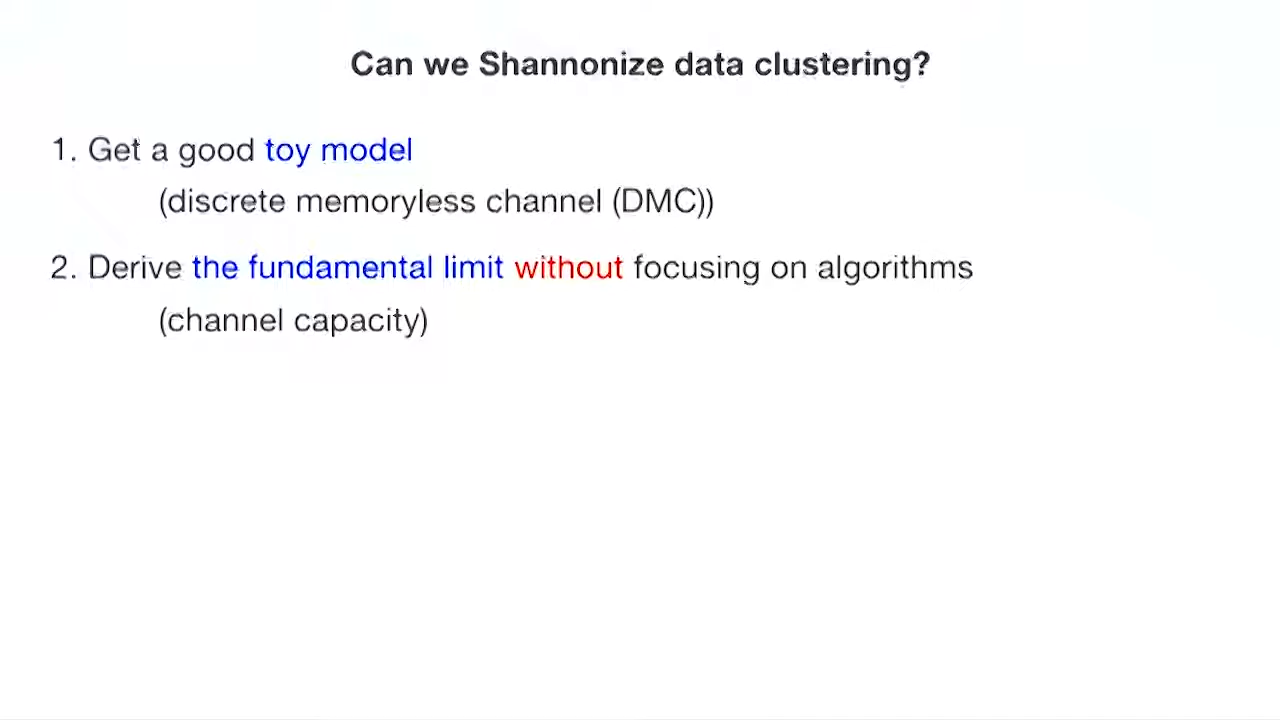 Can we Shannonize data clustering?
1. Get a good toy model
(discrete memoryless channel (DMC))
2. Derive the fundamental limit without focusing on algorithms
(channel capacity)